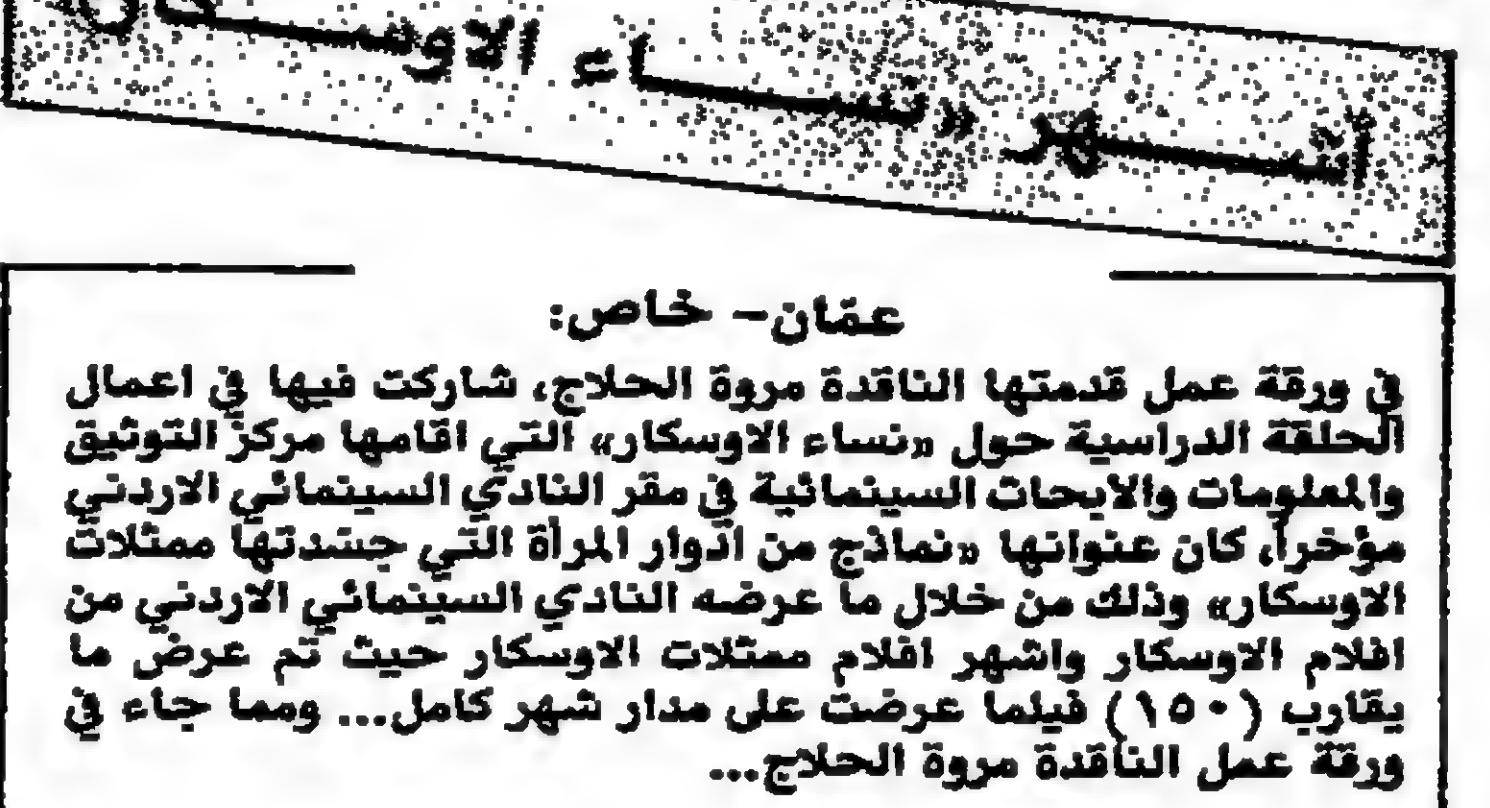 أشهر «نساء الاوسكار»
عمّان- خاص:
في ورقة عمل قدمتها الناقدة مروة الحلاج، شاركت فيها في اعمال
الحلقة الدراسية حول «نساء الاوسكار» التي اقامها مركز التوثيق
والمعلومات والابحاث السينمائية في مقر النادي السينمائي الاردني
مؤخراً، كان عنوانها «نماذج من أدوار المرأة التي جسّدتها ممثلات
الاوسكار» وذلك من خلال ما عرضه النادي السينمائي الاردني من
افلام الاوسكار واشهر افلام ممثلات الاوسكار حيث تم عرض ما
يقارب (١٥٠) فيلما عرضت على مدار شهر كامل... ومما جاء في
ورقة عمل الناقدة مروة الحلاج...